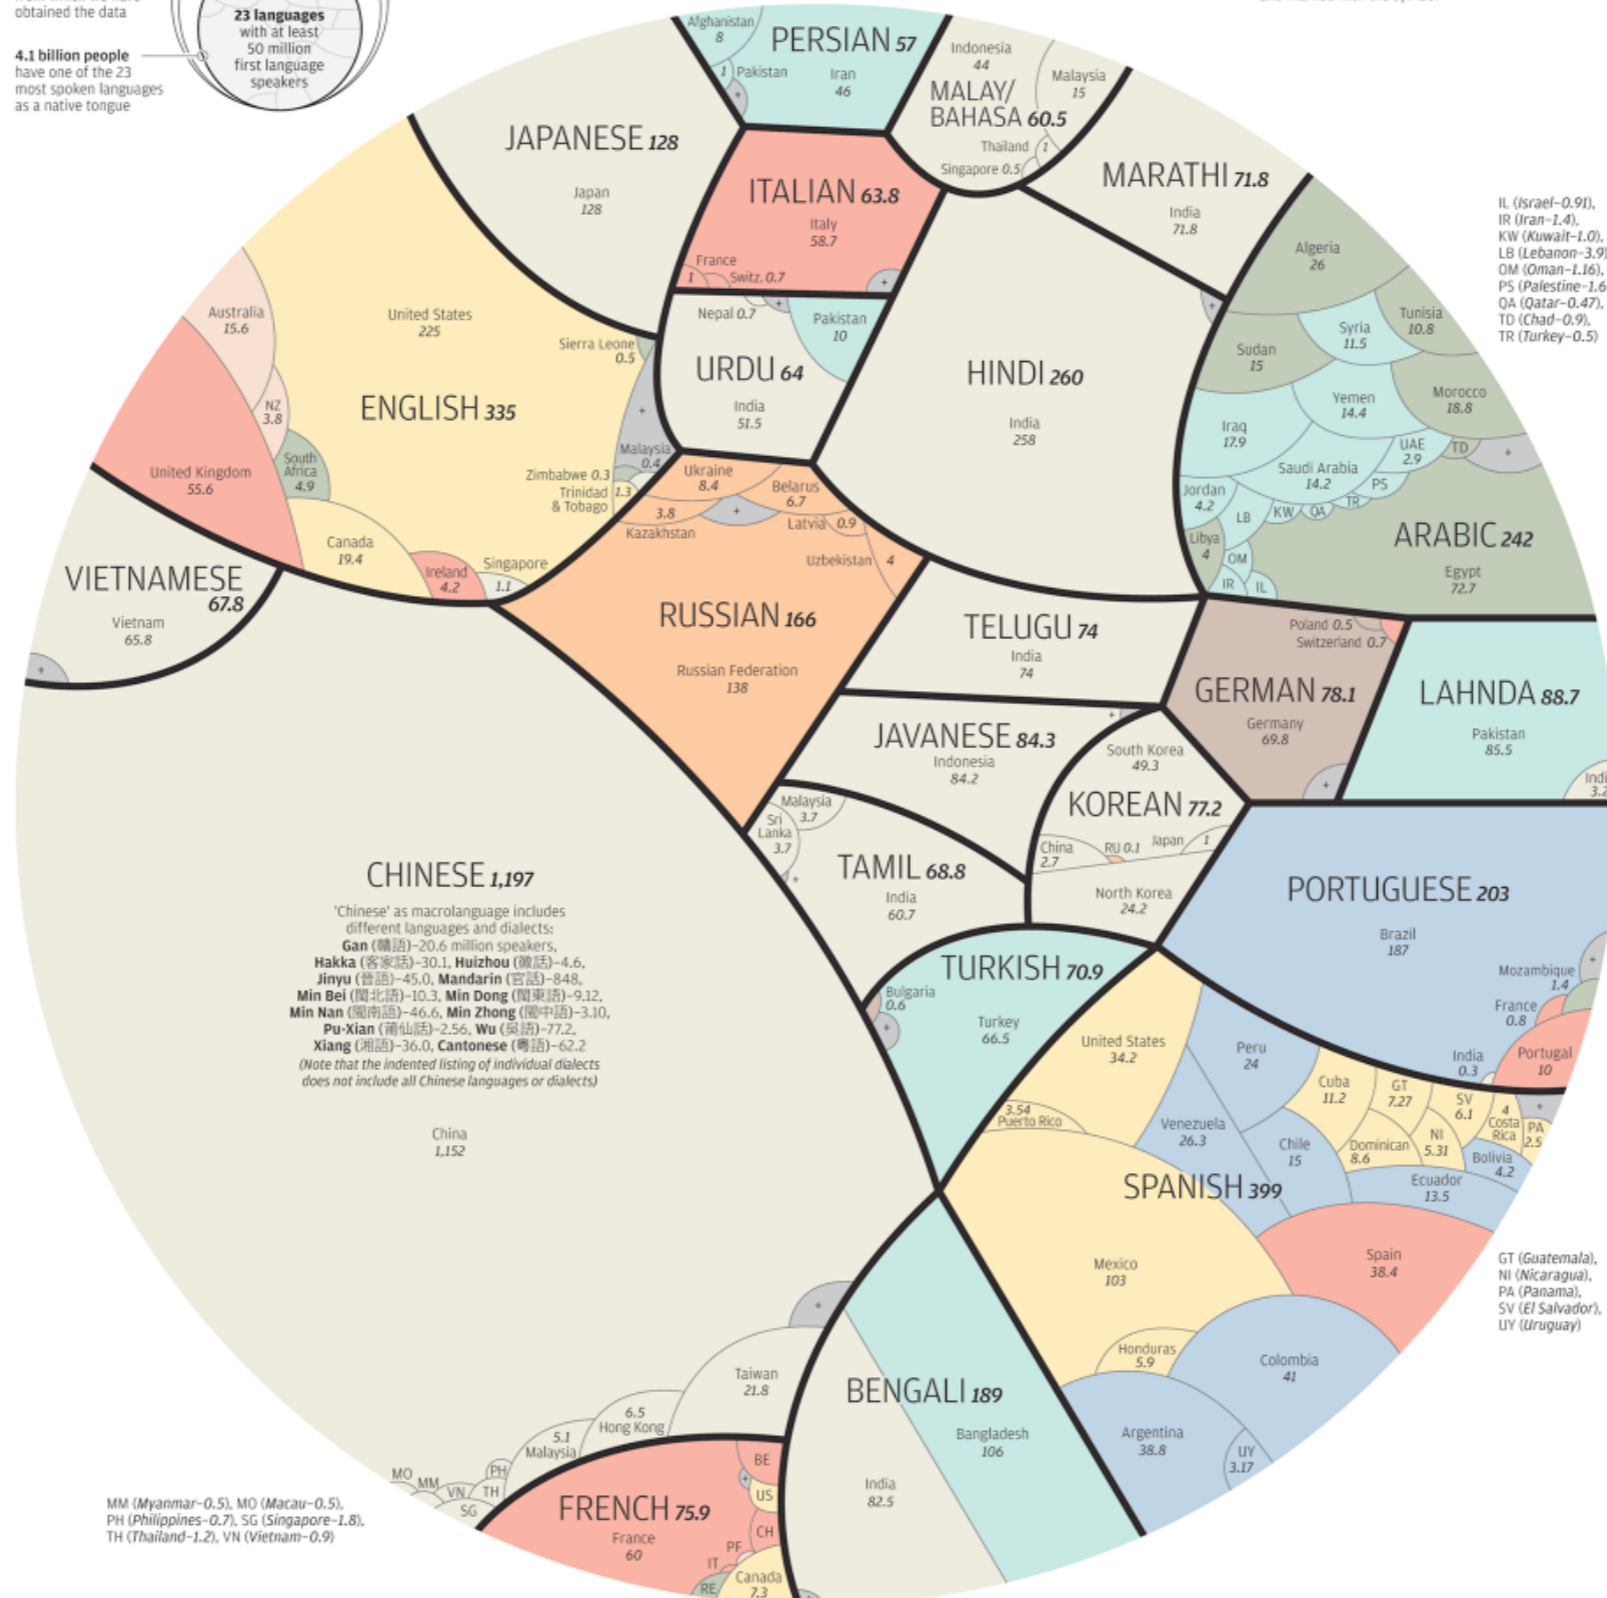 obtained the data
4.1 billion people
have one of the 23
most spoken languages
as a native tongue
23 languages
with at least
50 million
first language
speakers
Afghanistan
8
PERSIAN 57
1
Pakistan
Iran
46
+
Indonesia
44
Malaysia
15
MALAY/
BAHASA 60.5
Thailand
1
Singapore 0.5
JAPANESE 128
Japan
128
ITALIAN 63.8
Italy
58.7
France
1
Switz. 0.7
+
MARATHI 71.8
India
71.8
+
IL (Israel–0.91),
IR (Iran–1.4),
KW (Kuwait–1.0),
LB (Lebanon–3.9)
OM (Oman–1.16),
PS (Palestine–1.6
QA (Qatar–0.47),
TD (Chad–0.9),
TR (Turkey–0.5)
Algeria
26
Tunisia
10.8
Syria
11.5
Sudan
15
Morocco
18.8
Yemen
14.4
Iraq
17.9
UAE
2.9
TD
+
Saudi Arabia
14.2
PS
Jordan
4.2
TR
QA
KW
LB
Libya
4
OM
IR
IL
ARABIC 242
Egypt
72.7
Australia
15.6
United States
225
Sierra Leone
0.5
+
ENGLISH 335
NZ
3.8
South
Africa
4.9
United Kingdom
55.6
Malaysia
0.4
Zimbabwe 0.3
Trinidad
& Tobago
1.3
Canada
19.4
Ireland
4.2
Singapore
1.1
Nepal 0.7
+
Pakistan
10
URDU 64
India
51.5
HINDI 260
India
258
VIETNAMESE
67.8
Vietnam
65.8
+
Ukraine
8.4
Belarus
6.7
+
3.8
Kazakhstan
Latvia
0.9
Uzbekistan
4
RUSSIAN 166
Russian Federation
138
TELUGU 74
India
74
Poland 0.5
Switzerland 0.7
GERMAN 78.1
Germany
69.8
+
LAHNDA 88.7
Pakistan
85.5
Indi
3.2
+
JAVANESE 84.3
Indonesia
84.2
South Korea
49.3
KOREAN 77.2
China
2.7
RU 0.1
Japan
1
North Korea
24.2
Malaysia
3.7
Sri
Lanka
3.7
+
TAMIL 68.8
India
60.7
CHINESE 1,197
'Chinese' as macrolanguage includes
different languages and dialects:
Gan (贛語)–20.6 million speakers,
Hakka (客家話)–30.1, Huizhou (徽話)–4.6,
Jinyu (晉語)–45.0, Mandarin (官話)–848,
Min Bei (閩北語)–10.3, Min Dong (閩東語)–9.12,
Min Nan (閩南語)–46.6, Min Zhong (閩中語)–3.10,
Pu-Xian (莆仙話)–2.56, Wu (吳語)–77.2,
Xiang (湘語)–36.0, Cantonese (粵語)–62.2
(Note that the indented listing of individual dialects
does not include all Chinese languages or dialects)
China
1,152
PORTUGUESE 203
Brazil
187
+
Mozambique
1.4
France
0.8
India
0.3
Portugal
10
TURKISH 70.9
Bulgaria
0.6
+
Turkey
66.5
United States
34.2
3.54
Puerto Rico
Peru
24
Cuba
11.2
GT
7.27
SV
6.1
4
Costa
Rica
+
PA
2.5
Venezuela
26.3
Chile
15
Dominican
8.6
NI
5.31
Bolivia
4.2
Ecuador
13.5
SPANISH 399
Mexico
103
Spain
38.4
Honduras
5.9
Colombia
41
Argentina
38.8
UY
3.17
GT (Guatemala),
NI (Nicaragua),
PA (Panama),
SV (El Salvador),
UY (Uruguay)
+
Taiwan
21.8
6.5
Hong Kong
5.1
Malaysia
MO
MM
VN
PH
TH
SG
BENGALI 189
Bangladesh
106
India
82.5
MM (Myanmar–0.5), MO (Macau–0.5),
PH (Philippines–0.7), SG (Singapore–1.8),
TH (Thailand–1.2), VN (Vietnam–0.9)
BE
+
US
FRENCH 75.9
France
60
CH
PF
IT
RE
Canada
7.3
+